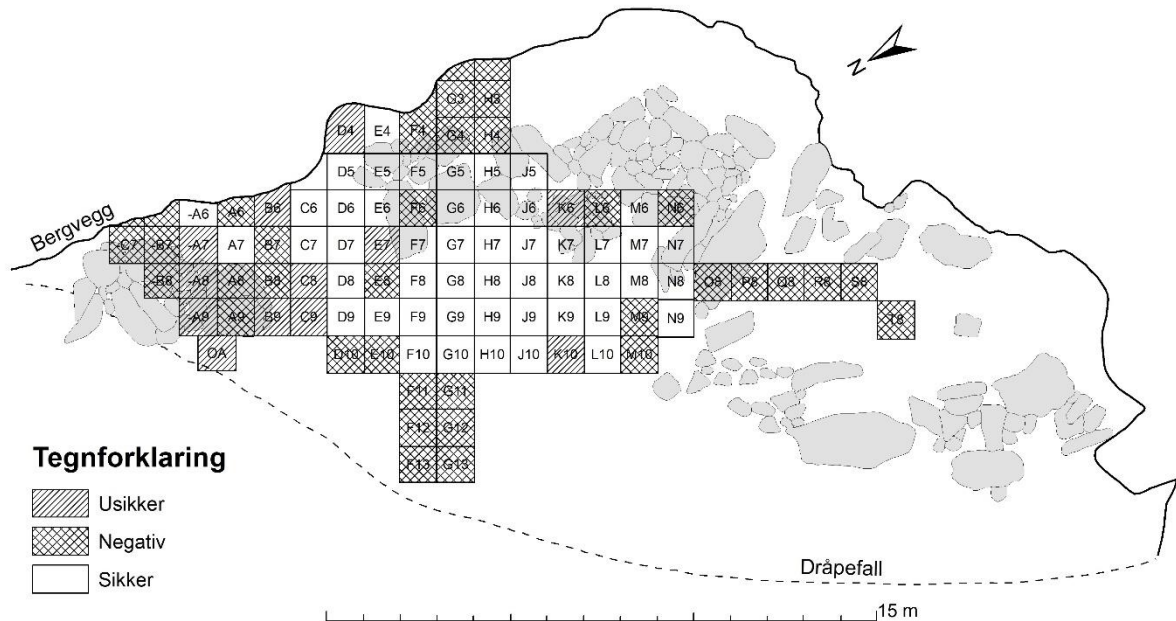 N
Bergvegg
G3 H3
D4 E4 F4 G4 H4
D5 E5 F5 G5 H5 J5
-A6 A6 B6 C6 D6 E6 F6 G6 H6 J6 K6 L6 M6 N6
-C7 -B7 -A7 A7 B7 C7 D7 E7 F7 G7 H7 J7 K7 L7 M7 N7
-B8 -A8 A8 B8 C8 D8 E8 F8 G8 H8 J8 K8 L8 M8 N8 O8 P8 Q8 R8 S8
-A9 A9 B9 C9 D9 E9 F9 G9 H9 J9 K9 L9 M9 N9 T8
OA D10 E10 F10 G10 H10 J10 K10 L10 M10
F11 G11
F12 G12
F13 G13
Tegnforklaring
Usikker
Negativ
Sikker
Dråpefall
15 m